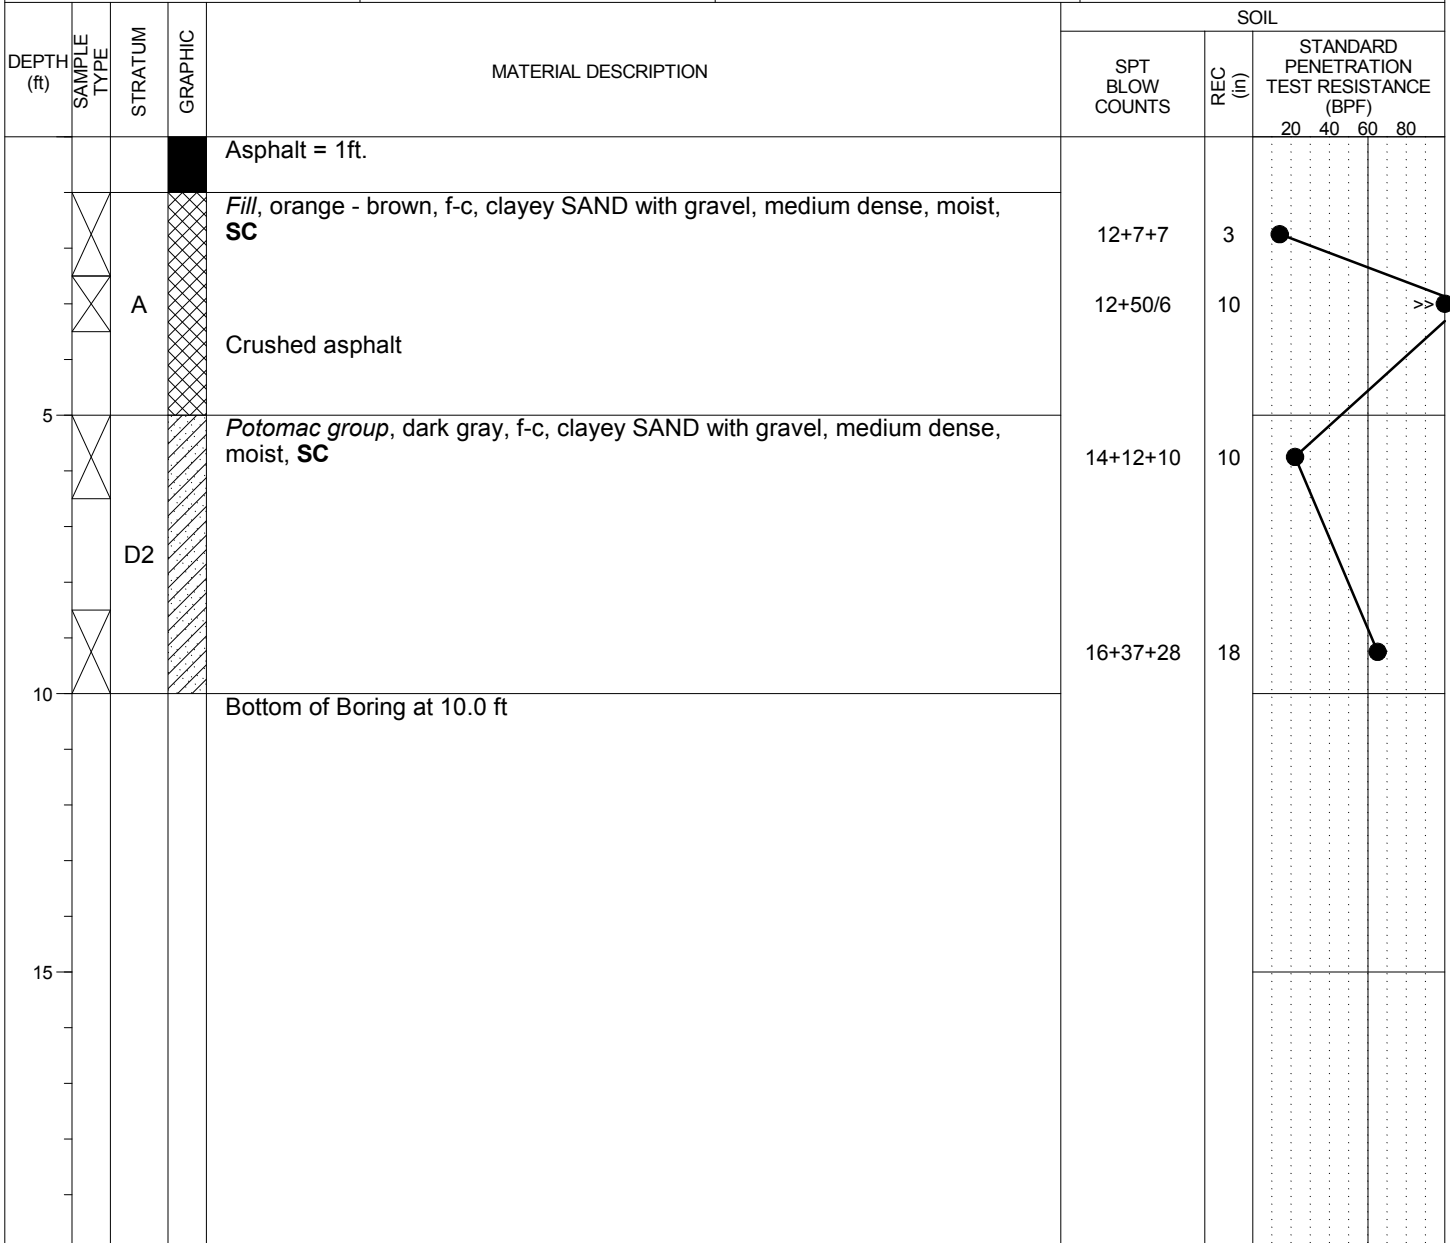 SOIL
DEPTH
(ft)
SAMPLE
TYPE
STRATUM
GRAPHIC
MATERIAL DESCRIPTION
SPT
BLOW
COUNTS
REC
(in)
STANDARD
PENETRATION
TEST RESISTANCE
(BPF)
20 40 60 80
Asphalt = 1ft.
Fill, orange - brown, f-c, clayey SAND with gravel, medium dense, moist,
SC
12+7+7 3
A
12+50/6 10 >>
Crushed asphalt
5
Potomac group, dark gray, f-c, clayey SAND with gravel, medium dense,
moist, SC
14+12+10 10
D2
16+37+28 18
10
Bottom of Boring at 10.0 ft
15